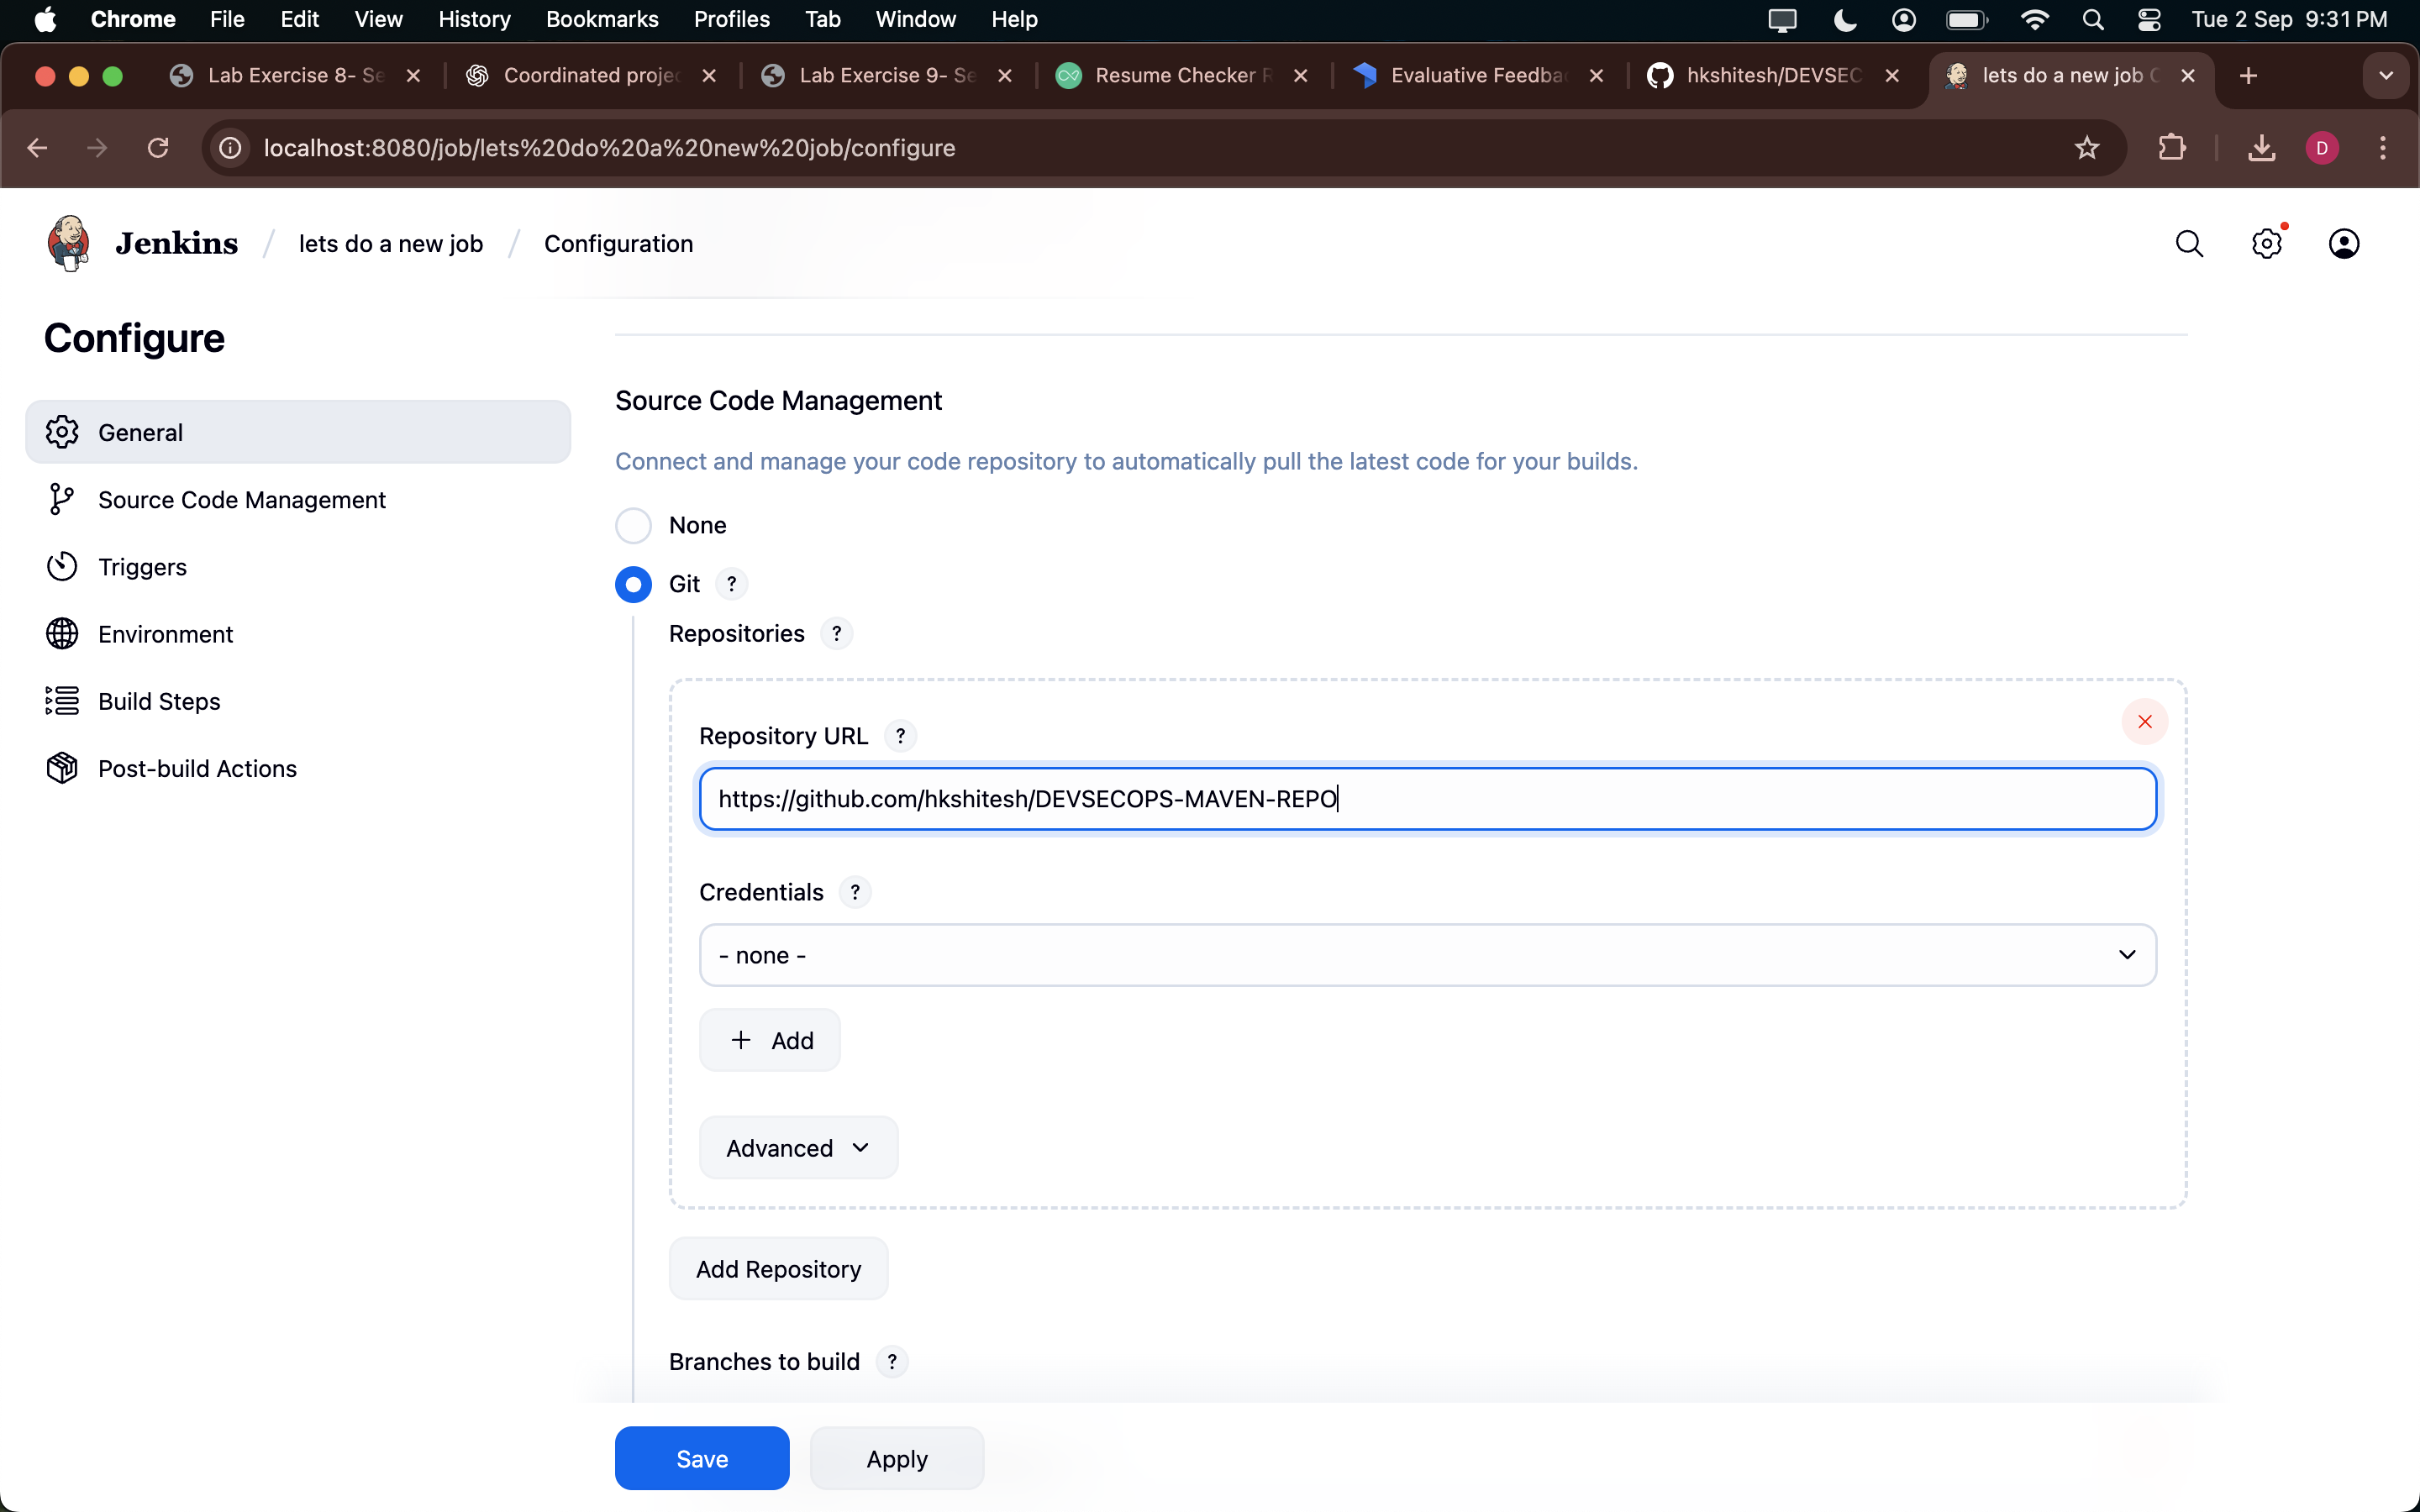 Chrome File Edit View History Bookmarks Profiles Tab Window Help Tue 2 Sep 9:31 PM
Lab Exercise 8- Se Coordinated proje Lab Exercise 9- Se Resume Checker Evaluative Feedba hkshitesh/DEVSEC lets do a new job
localhost:8080/job/lets%20do%20a%20new%20job/configure D
Jenkins / lets do a new job / Configuration
Configure
General
Source Code Management
Triggers
Environment
Build Steps
Post-build Actions
Source Code Management
Connect and manage your code repository to automatically pull the latest code for your builds.
None
Git ?
Repositories ?
Repository URL ?
https://github.com/hkshitesh/DEVSECOPS-MAVEN-REPO
Credentials ?
- none -
+ Add
Advanced
Add Repository
Branches to build ?
Save Apply